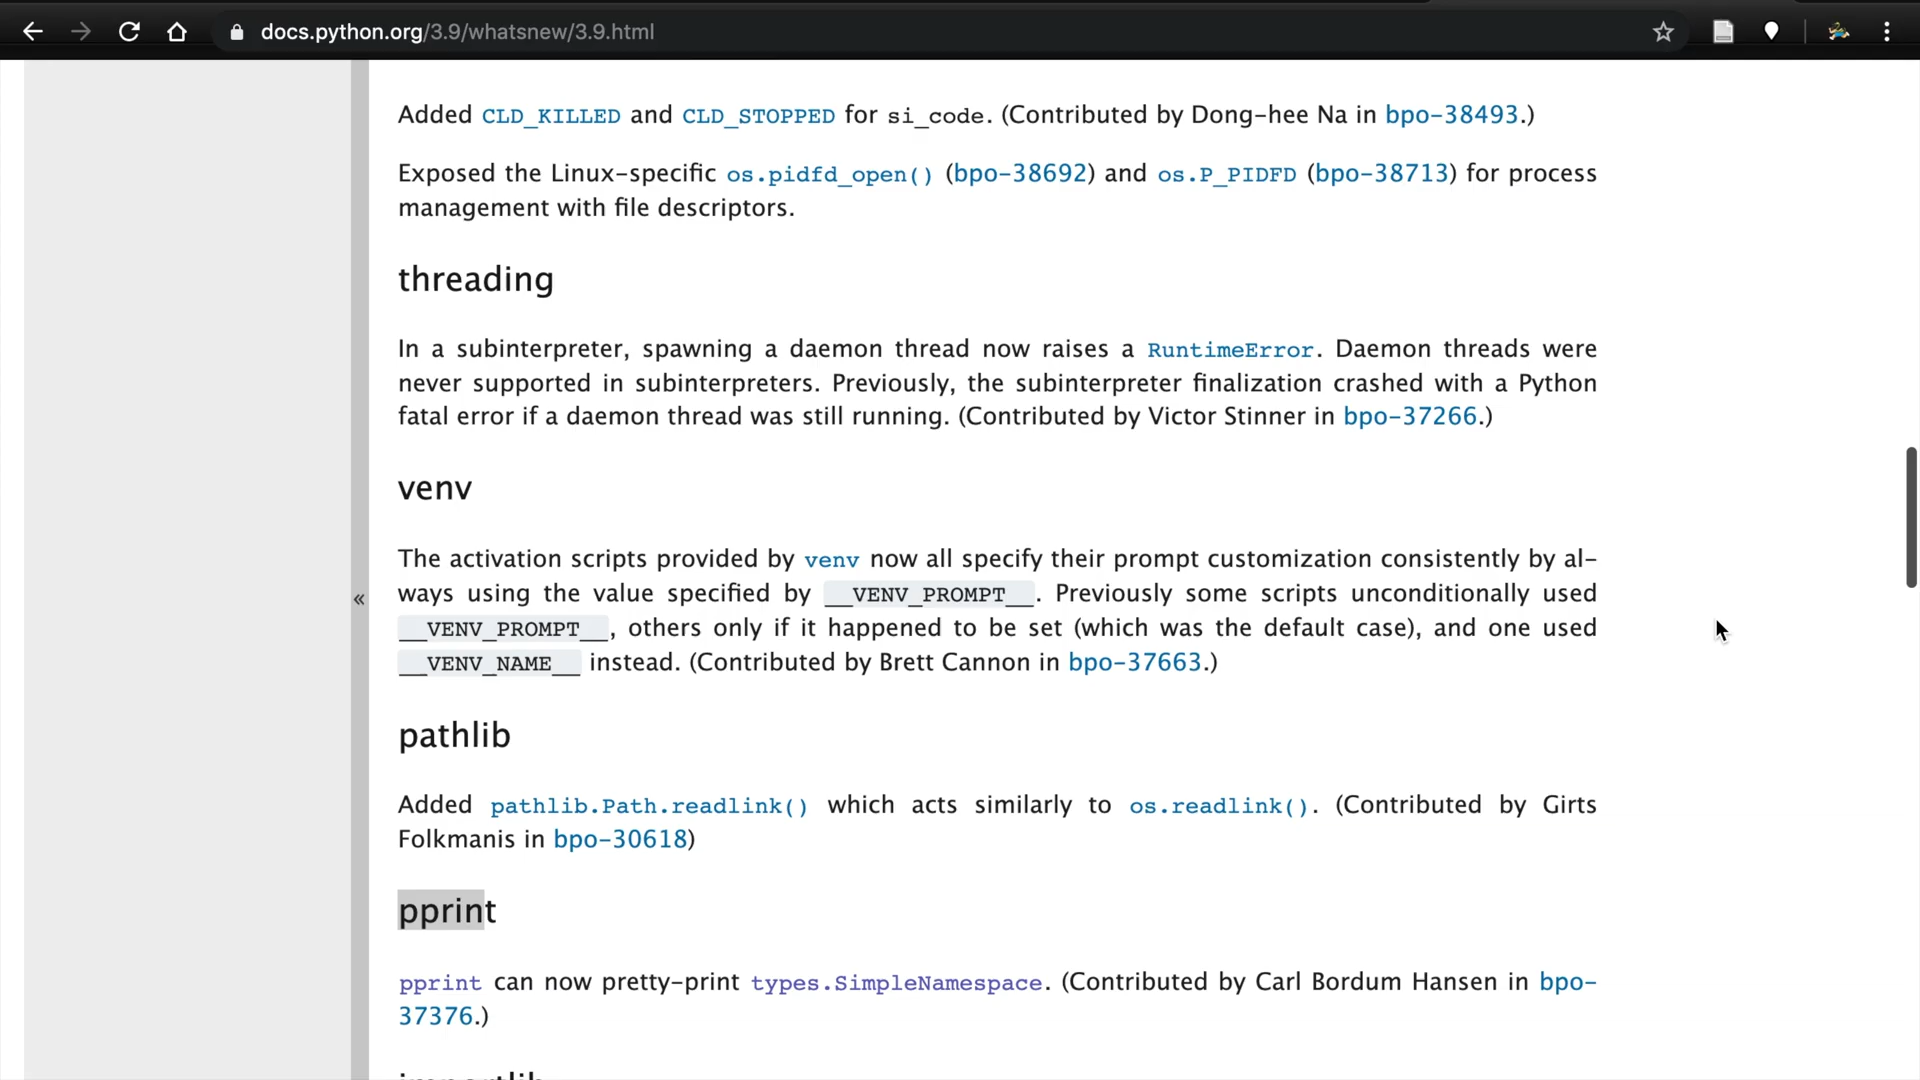 docs.python.org/3.9/whatsnew/3.9.html
Added CLD_KILLED and CLD_STOPPED for si_code. (Contributed by Dong-hee Na in bpo-38493.)
Exposed the Linux-specific os.pidfd_open() (bpo-38692) and os.P_PIDFD (bpo-38713) for process
management with file descriptors.
threading
In a subinterpreter, spawning a daemon thread now raises a RuntimeError. Daemon threads were
never supported in subinterpreters. Previously, the subinterpreter finalization crashed with a Python
fatal error if a daemon thread was still running. (Contributed by Victor Stinner in bpo-37266.)
venv
The activation scripts provided by venv now all specify their prompt customization consistently by al-
ways using the value specified by __VENV_PROMPT__. Previously some scripts unconditionally used
«
__VENV_PROMPT__, others only if it happened to be set (which was the default case), and one used
__VENV_NAME__ instead. (Contributed by Brett Cannon in bpo-37663.)
pathlib
Added pathlib.Path.readlink() which acts similarly to os.readlink(). (Contributed by Girts
Folkmanis in bpo-30618)
pprint
pprint can now pretty-print types.SimpleNamespace. (Contributed by Carl Bordum Hansen in bpo-
37376.)